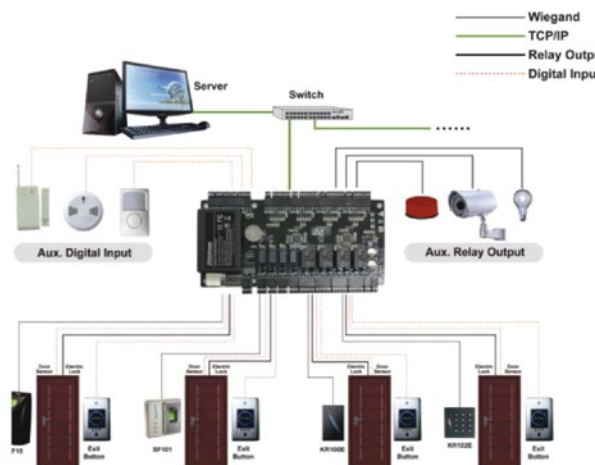 Wiegand
TCP/IP
Relay Outp
Digital Inpu
Server
Switch
Aux. Digital Input
Aux. Relay Output
Door
Sensor
Electric
Lock
Electric
Lock
Door
Sensor
Door
Sensor
Electric
Lock
Electric
Lock
Door
Sensor
F10
Exit
Button
SF101
Exit
Button
KR100E
Exit
Button
KR102E
Exit
Button